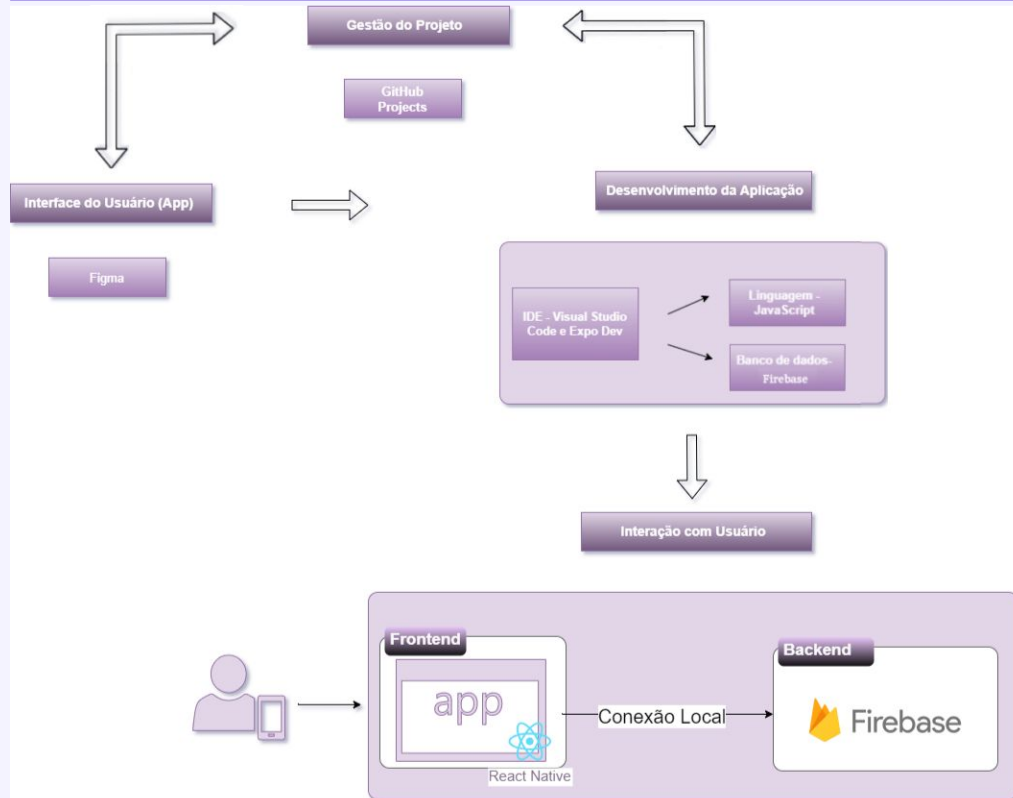 Gestão do Projeto
GitHub
Projects
Interface do Usuário (App)
Desenvolvimento da Aplicação
Figma
IDE - Visual Studio
Code e Expo Dev
Linguagem -
JavaScript
Banco de dados-
Firebase
Interação com Usuário
Frontend
app
React Native
Conexão Local
Backend
Firebase